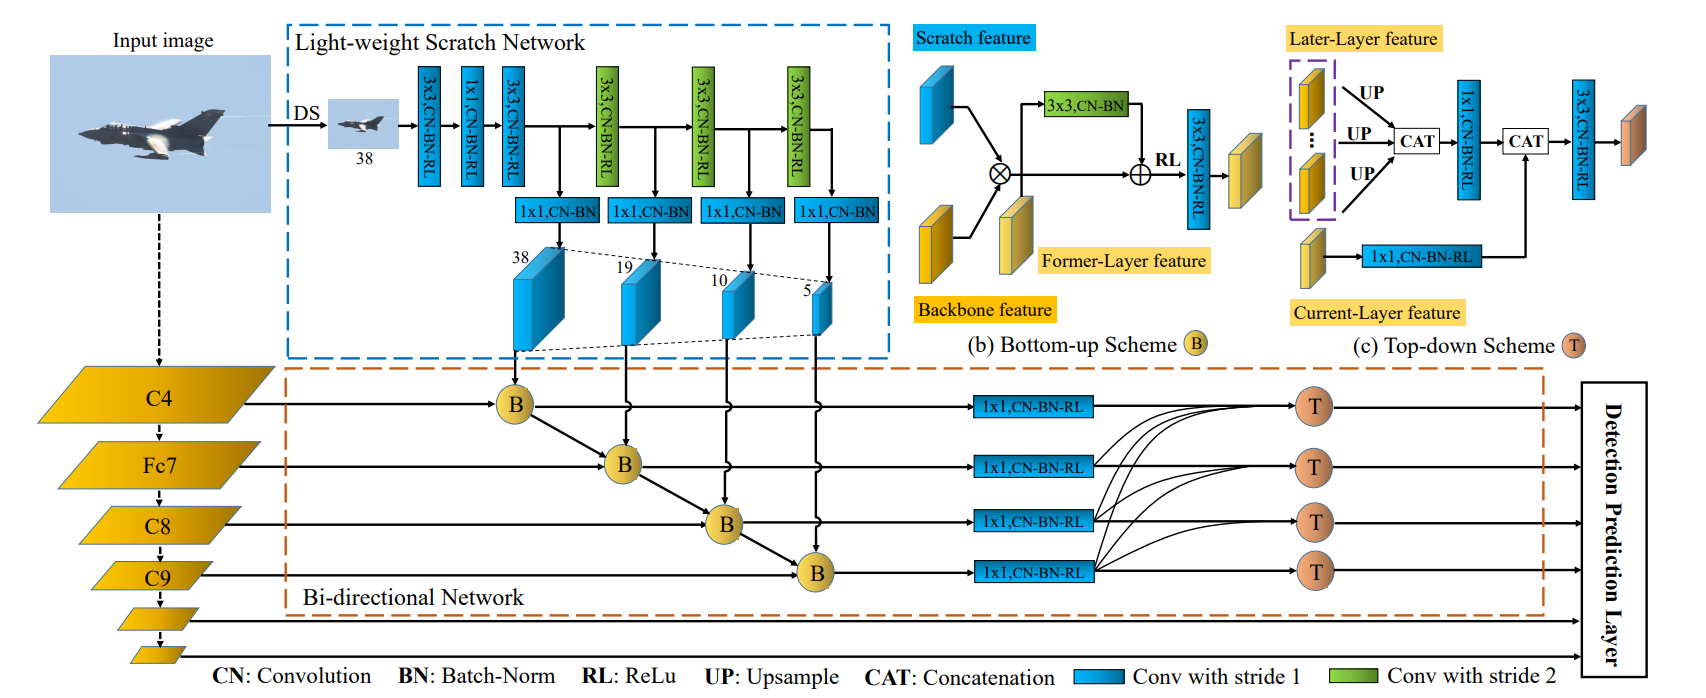 Input image
Light-weight Scratch Network
DS
38
3x3,CN-BN-RL
1x1,CN-BN-RL
3x3,CN-BN-RL
3x3,CN-BN-RL
3x3,CN-BN-RL
3x3,CN-BN-RL
1x1,CN-BN
1x1,CN-BN
1x1,CN-BN
1x1,CN-BN
38
19
10
5
Scratch feature
3x3,CN-BN
RL
3x3,CN-BN-RL
Former-Layer feature
Backbone feature
(b) Bottom-up Scheme B
Later-Layer feature
UP
UP
UP
...
CAT
1x1,CN-BN-RL
CAT
3x3,CN-BN-RL
1x1,CN-BN-RL
Current-Layer feature
(c) Top-down Scheme T
C4
B
1x1,CN-BN-RL
T
Fc7
B
1x1,CN-BN-RL
T
C8
B
1x1,CN-BN-RL
T
C9
B
1x1,CN-BN-RL
T
Bi-directional Network
Detection Prediction Layer
CN: Convolution BN: Batch-Norm RL: ReLu UP: Upsample CAT: Concatenation Conv with stride 1 Conv with stride 2